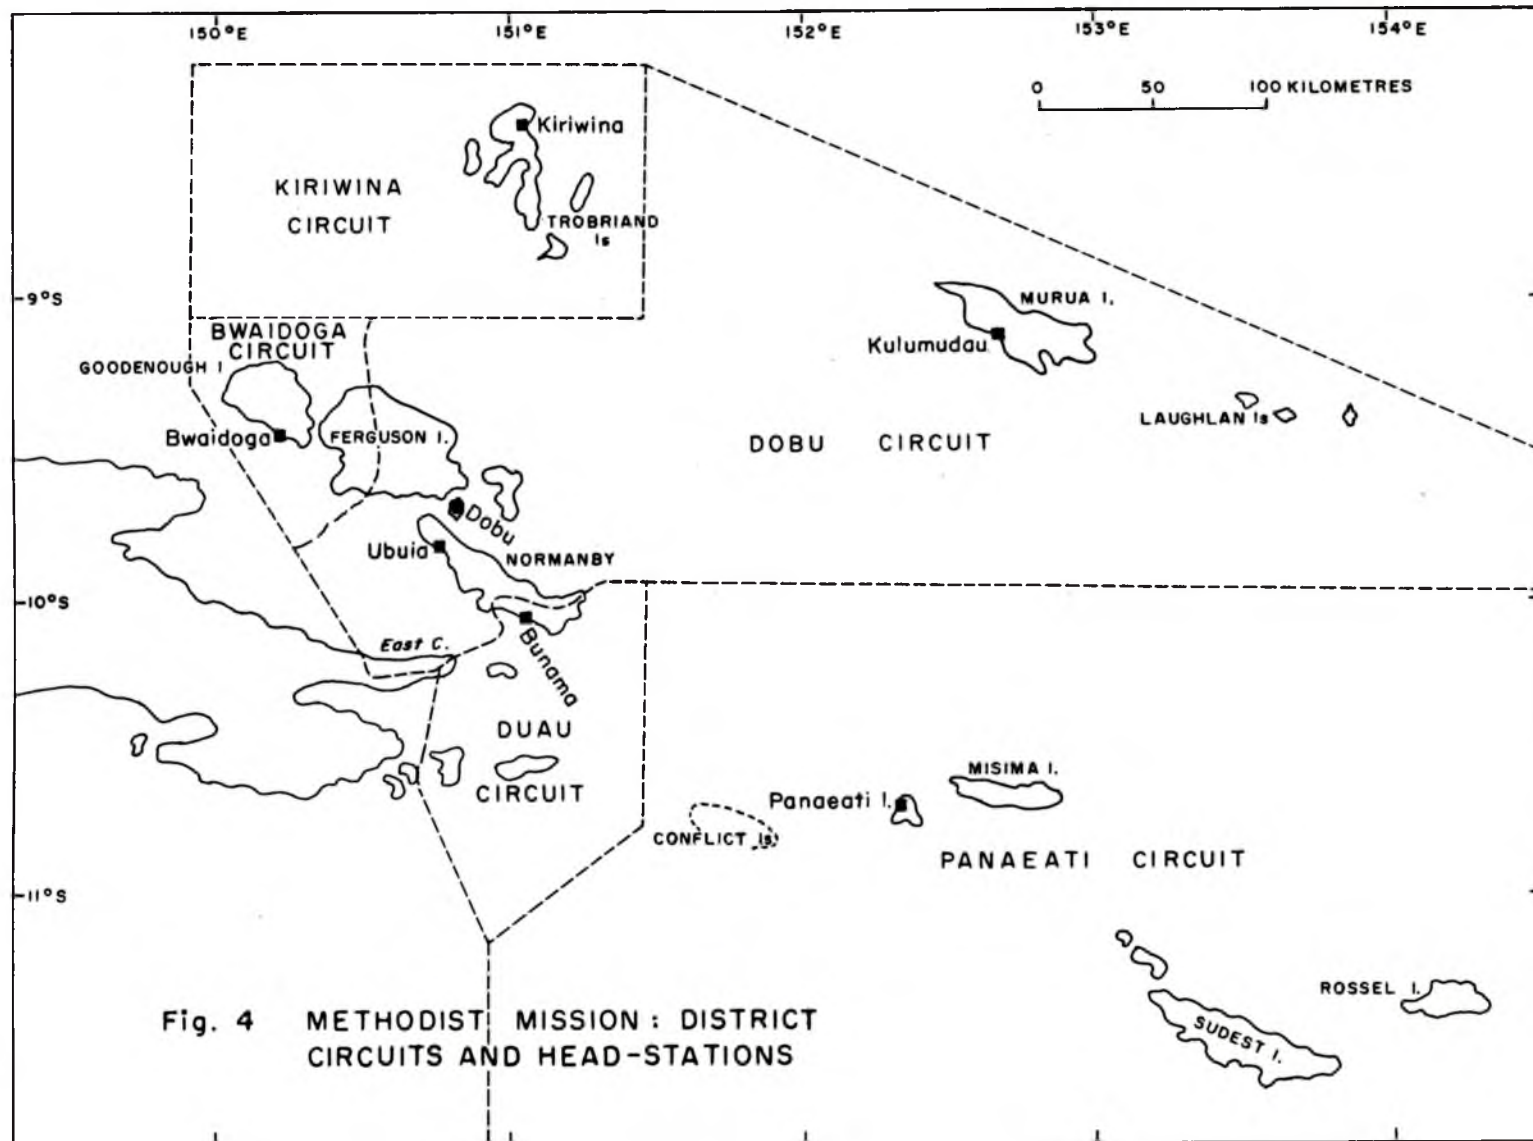 150°E 151°E 152°E 153°E 154°E
0 50 100 KILOMETRES
Kiriwina
KIRIWINA
CIRCUIT
TROBRIAND
Is
9°S
MURUA I.
BWAIDOGA
CIRCUIT
Kulumudau
GOODENOUGH I
LAUGHLAN Is
Bwaidoga
FERGUSON I.
DOBU CIRCUIT
Dobu
Ubuia
NORMANBY
10°S
East C.
Bunama
DUAU
CIRCUIT
MISIMA I.
Panaeati I.
CONFLICT Is
PANAEATI CIRCUIT
11°S
ROSSEL I.
SUDEST I.
Fig. 4 METHODIST MISSION : DISTRICT
CIRCUITS AND HEAD-STATIONS